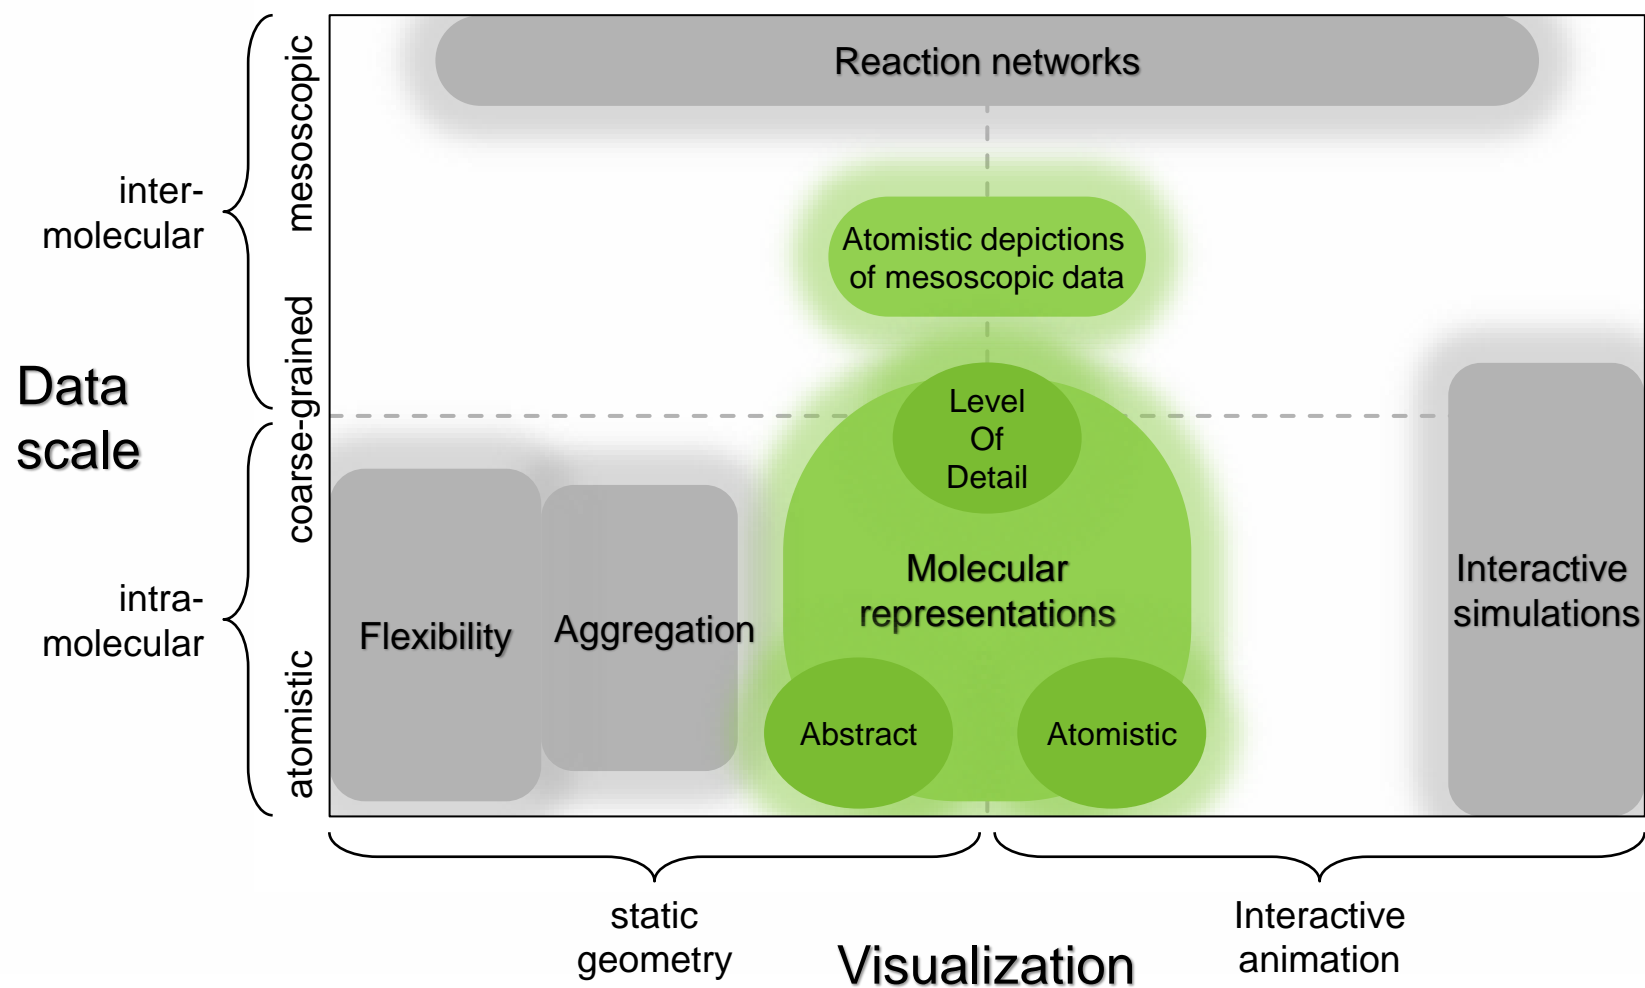 Reaction networks
mesoscopic
inter-
molecular
Atomistic depictions
of mesoscopic data
coarse-grained
Data
scale
Level
Of
Detail
Molecular
representations
Interactive
simulations
intra-
molecular
Flexibility
Aggregation
atomistic
Abstract
Atomistic
static
geometry
Interactive
animation
Visualization